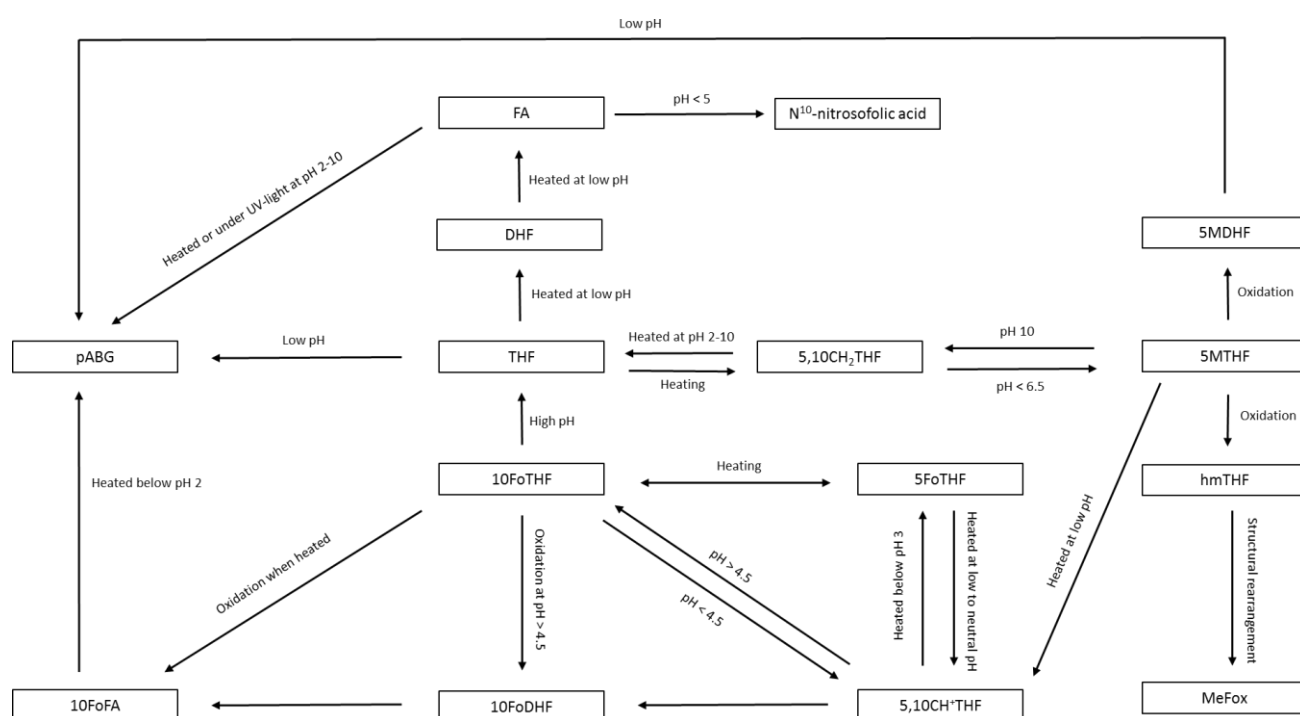 Low pH
FA
pH < 5
N¹⁰-nitrosofolic acid
Heated or under UV-light at pH 2-10
Heated at low pH
DHF
5MDHF
Heated at low pH
Oxidation
pABG
Low pH
THF
Heated at pH 2-10
Heating
5,10CH₂THF
pH 10
pH < 6.5
5MTHF
High pH
Oxidation
Heated below pH 2
10FoTHF
Heating
5FoTHF
hmTHF
Oxidation when heated
Oxidation at pH > 4.5
pH > 4.5
pH < 4.5
Heated below pH 3
Heated at low to
neutral pH
Heated at low pH
Structural rearrangement
10FoFA
10FoDHF
5,10CH⁺THF
MeFox